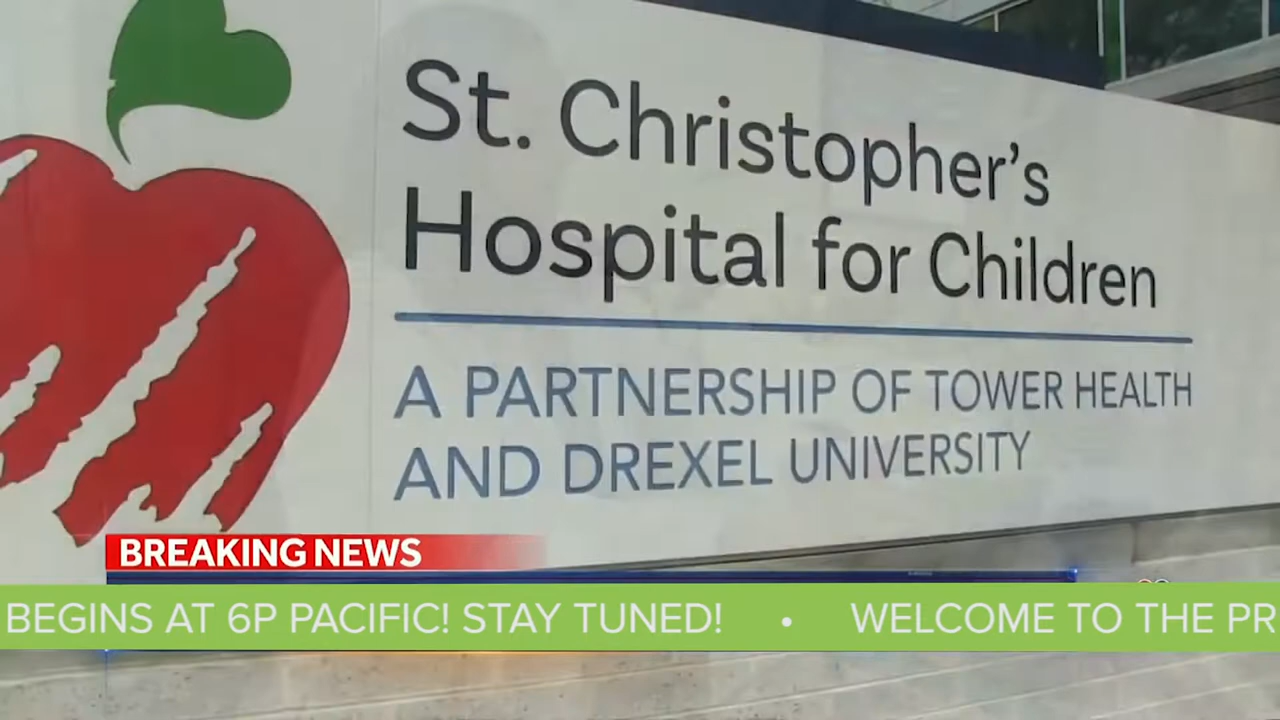 St. Christopher's
Hospital for Children
A PARTNERSHIP OF TOWER HEALTH
AND DREXEL UNIVERSITY
BREAKING NEWS
BEGINS AT 6P PACIFIC! STAY TUNED! • WELCOME TO THE PR